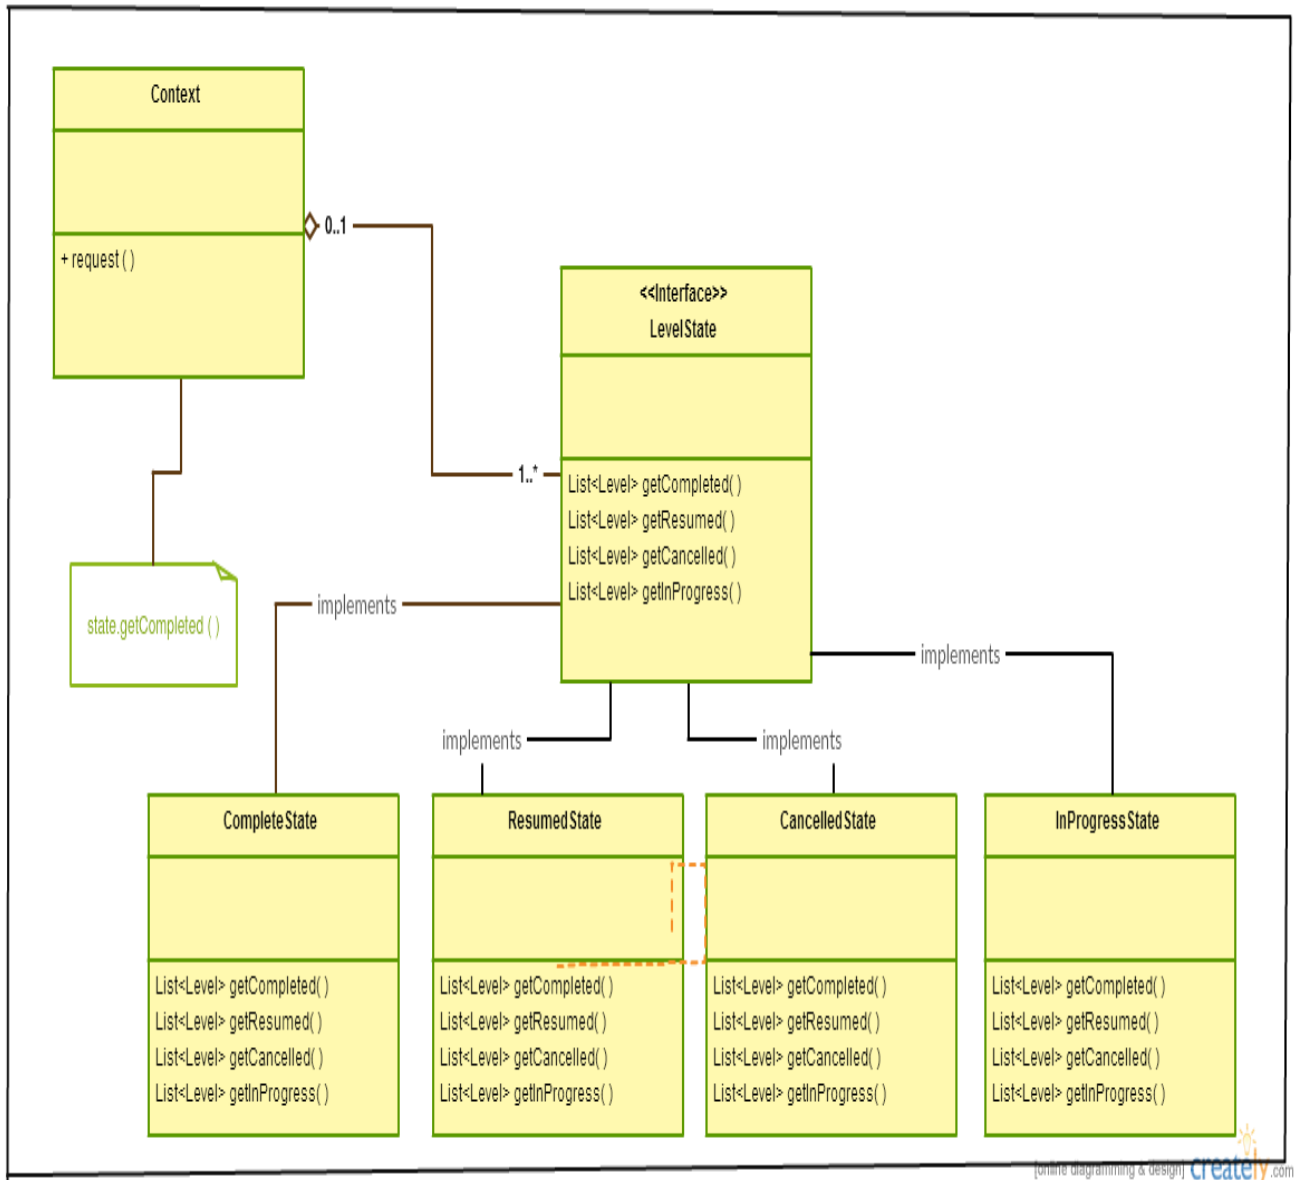 Context
0..1
+ request ( )
<<Interface>>
LevelState
1..*
List<Level> getCompleted( )
List<Level> getResumed( )
List<Level> getCancelled( )
List<Level> getInProgress( )
implements
state.getCompleted ( )
implements
implements
implements
CompleteState
ResumedState
CancelledState
InProgressState
List<Level> getCompleted( )
List<Level> getResumed( )
List<Level> getCancelled( )
List<Level> getInProgress( )
List<Level> getCompleted( )
List<Level> getResumed( )
List<Level> getCancelled( )
List<Level> getInProgress( )
List<Level> getCompleted( )
List<Level> getResumed( )
List<Level> getCancelled( )
List<Level> getInProgress( )
List<Level> getCompleted( )
List<Level> getResumed( )
List<Level> getCancelled( )
List<Level> getInProgress( )
[online diagramming & design] creately.com